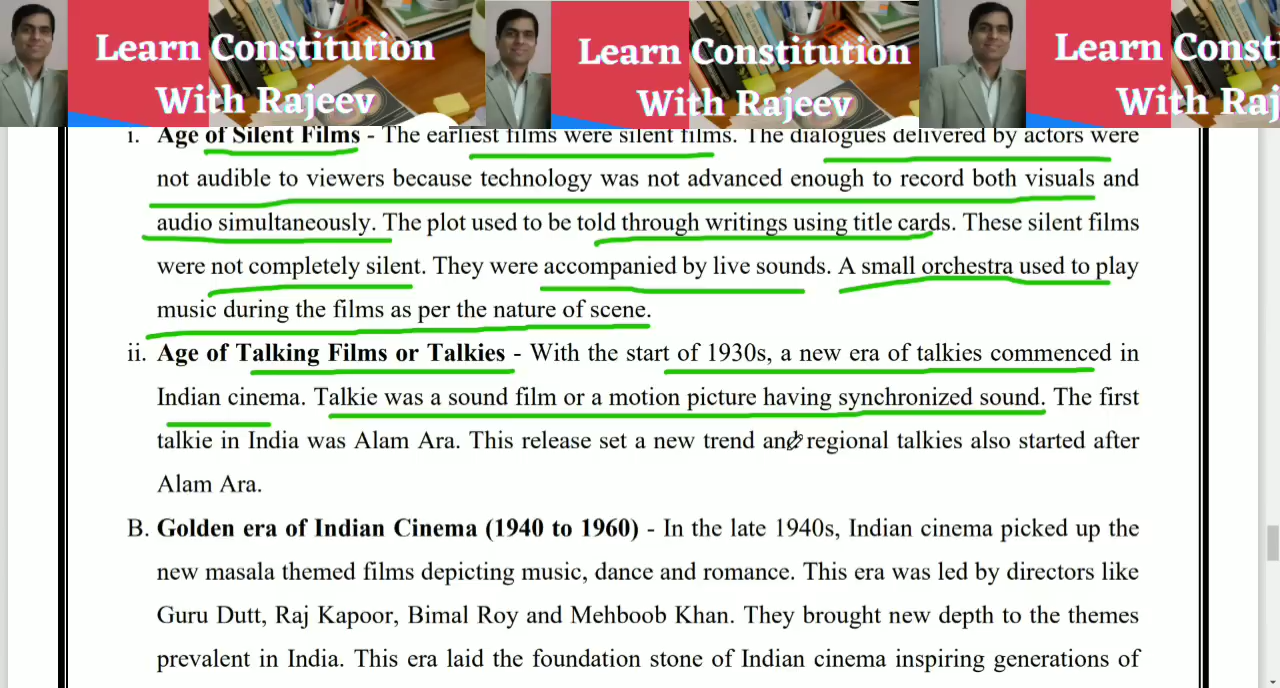 Learn Constitution
With Rajeev
Learn Constitution
With Rajeev
Learn Consti
With Raj
i. Age of Silent Films - The earliest films were silent films. The dialogues delivered by actors were
not audible to viewers because technology was not advanced enough to record both visuals and
audio simultaneously. The plot used to be told through writings using title cards. These silent films
were not completely silent. They were accompanied by live sounds. A small orchestra used to play
music during the films as per the nature of scene.
ii. Age of Talking Films or Talkies - With the start of 1930s, a new era of talkies commenced in
Indian cinema. Talkie was a sound film or a motion picture having synchronized sound. The first
talkie in India was Alam Ara. This release set a new trend and regional talkies also started after
Alam Ara.
B. Golden era of Indian Cinema (1940 to 1960) - In the late 1940s, Indian cinema picked up the
new masala themed films depicting music, dance and romance. This era was led by directors like
Guru Dutt, Raj Kapoor, Bimal Roy and Mehboob Khan. They brought new depth to the themes
prevalent in India. This era laid the foundation stone of Indian cinema inspiring generations of